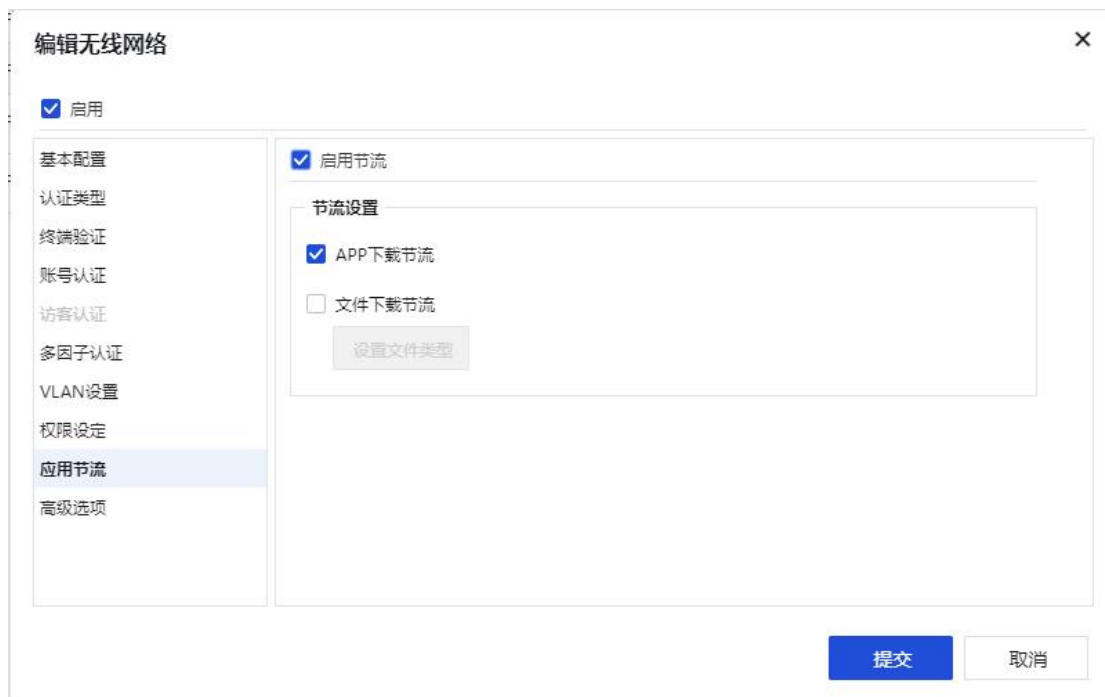 编辑无线网络
启用
基本配置
认证类型
终端验证
账号认证
访客认证
多因子认证
VLAN设置
权限设定
应用节流
高级选项
启用节流
节流设置
APP下载节流
文件下载节流
设置文件类型
提交
取消